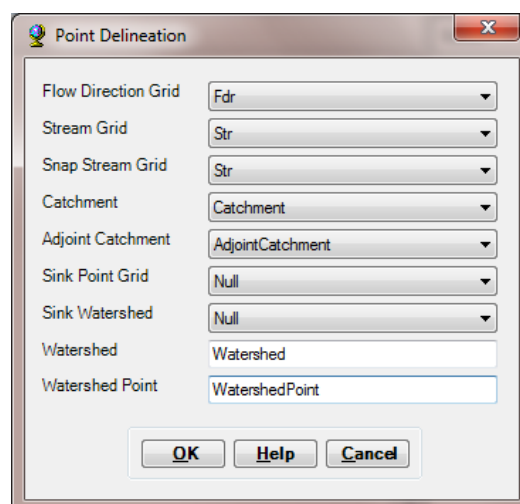 Point Delineation
Flow Direction Grid Fdr
Stream Grid Str
Snap Stream Grid Str
Catchment Catchment
Adjoint Catchment AdjointCatchment
Sink Point Grid Null
Sink Watershed Null
Watershed Watershed
Watershed Point WatershedPoint
OK Help Cancel